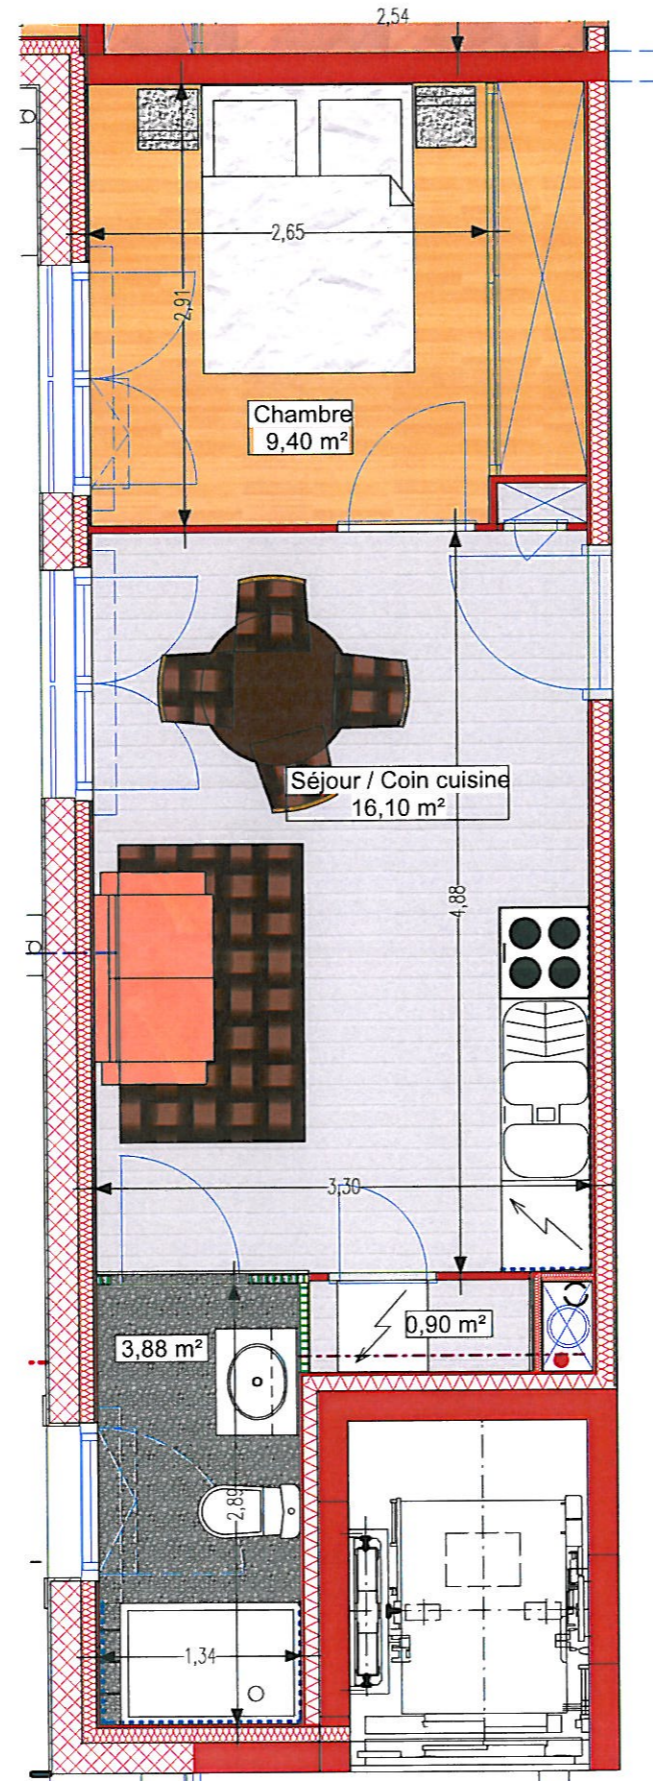 2,54
2,65
2,91
Chambre
9,40 m²
Séjour / Coin cuisine
16,10 m²
4,88
3,30
0,90 m²
3,88 m²
2,89
1,34